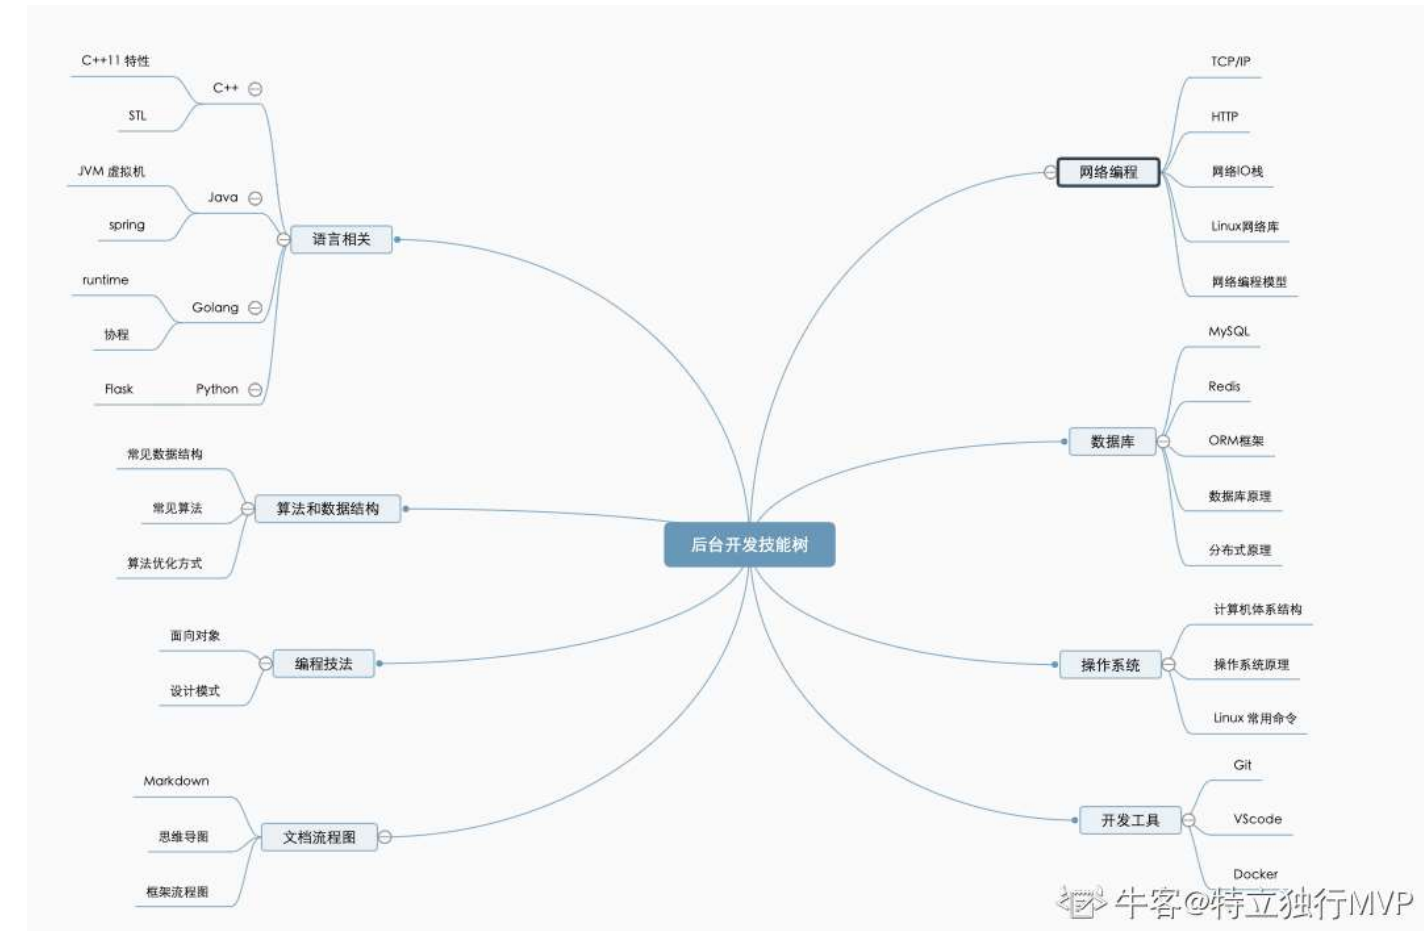 后台开发技能树
语言相关
C++
C++11 特性
STL
Java
JVM 虚拟机
spring
Golang
runtime
协程
Python
Flask
算法和数据结构
常见数据结构
常见算法
算法优化方式
编程技法
面向对象
设计模式
文档流程图
Markdown
思维导图
框架流程图
网络编程
TCP/IP
HTTP
网络IO栈
Linux网络库
网络编程模型
数据库
MySQL
Redis
ORM框架
数据库原理
分布式原理
操作系统
计算机体系结构
操作系统原理
Linux 常用命令
开发工具
Git
VScode
Docker
牛客@特立独行MVP